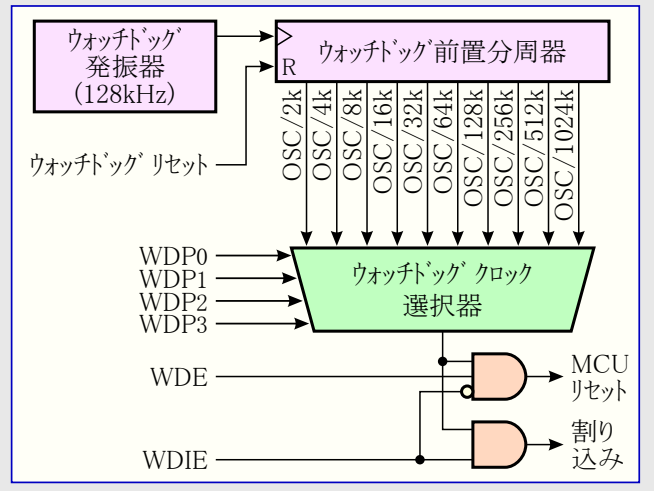 ウォッチドッグ
発振器
(128kHz)
ウォッチドッグ前置分周器
R
OSC/2k
OSC/4k
OSC/8k
OSC/16k
OSC/32k
OSC/64k
OSC/128k
OSC/256k
OSC/512k
OSC/1024k
ウォッチドッグ リセット
WDP0
WDP1
WDP2
WDP3
ウォッチドッグ クロック
選択器
WDE
MCU
リセット
WDIE
割り
込み